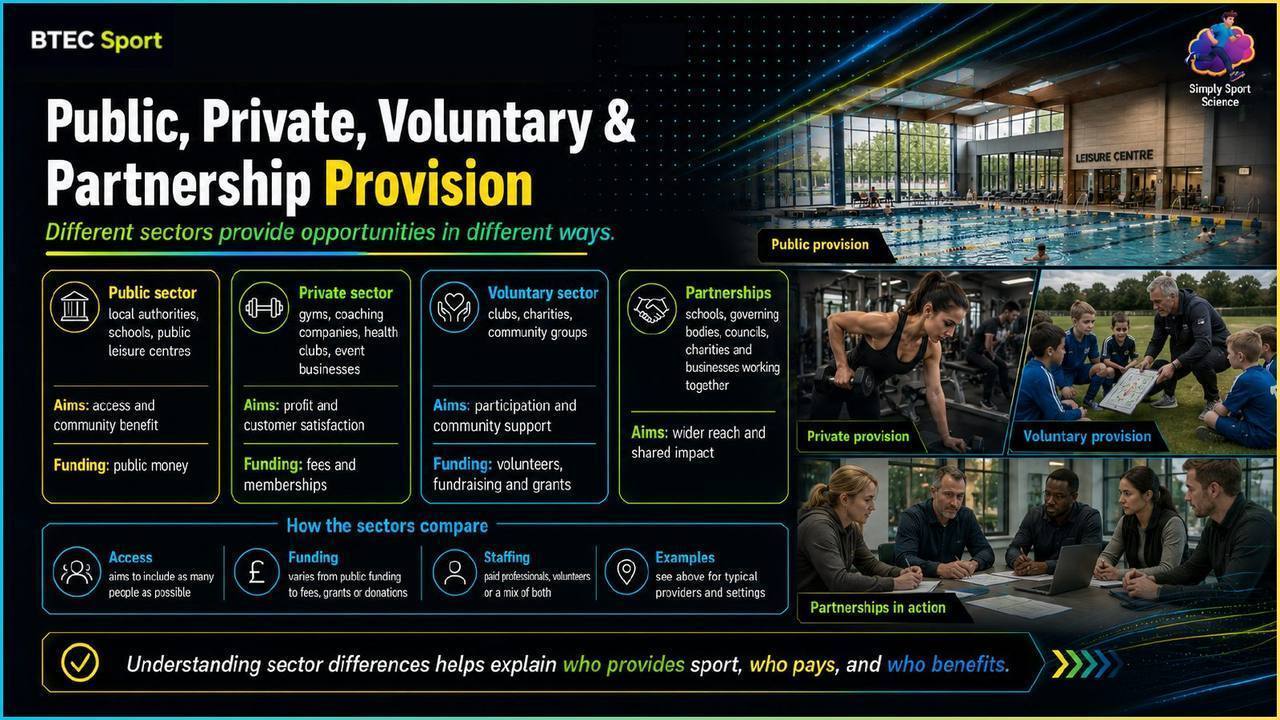 BTEC Sport
Simply Sport
Science
Public, Private, Voluntary &
Partnership Provision
Different sectors provide opportunities in different ways.
LEISURE CENTRE
Public provision
Public sector
local authorities,
schools, public
leisure centres
Aims: access and
community benefit
Funding: public money
Private sector
gyms, coaching
companies, health
clubs, event
businesses
Aims: profit and
customer satisfaction
Funding: fees and
memberships
Voluntary sector
clubs, charities,
community groups
Aims: participation and
community support
Funding: volunteers,
fundraising and grants
Partnerships
schools, governing
bodies, councils,
charities and
businesses working
together
Aims: wider reach and
shared impact
Private provision
Voluntary provision
How the sectors compare
Access
aims to include as many
people as possible
£
Funding
varies from public funding
to fees, grants or donations
Staffing
paid professionals, volunteers
or a mix of both
Examples
see above for typical
providers and settings
Partnerships in action
Understanding sector differences helps explain who provides sport, who pays, and who benefits.